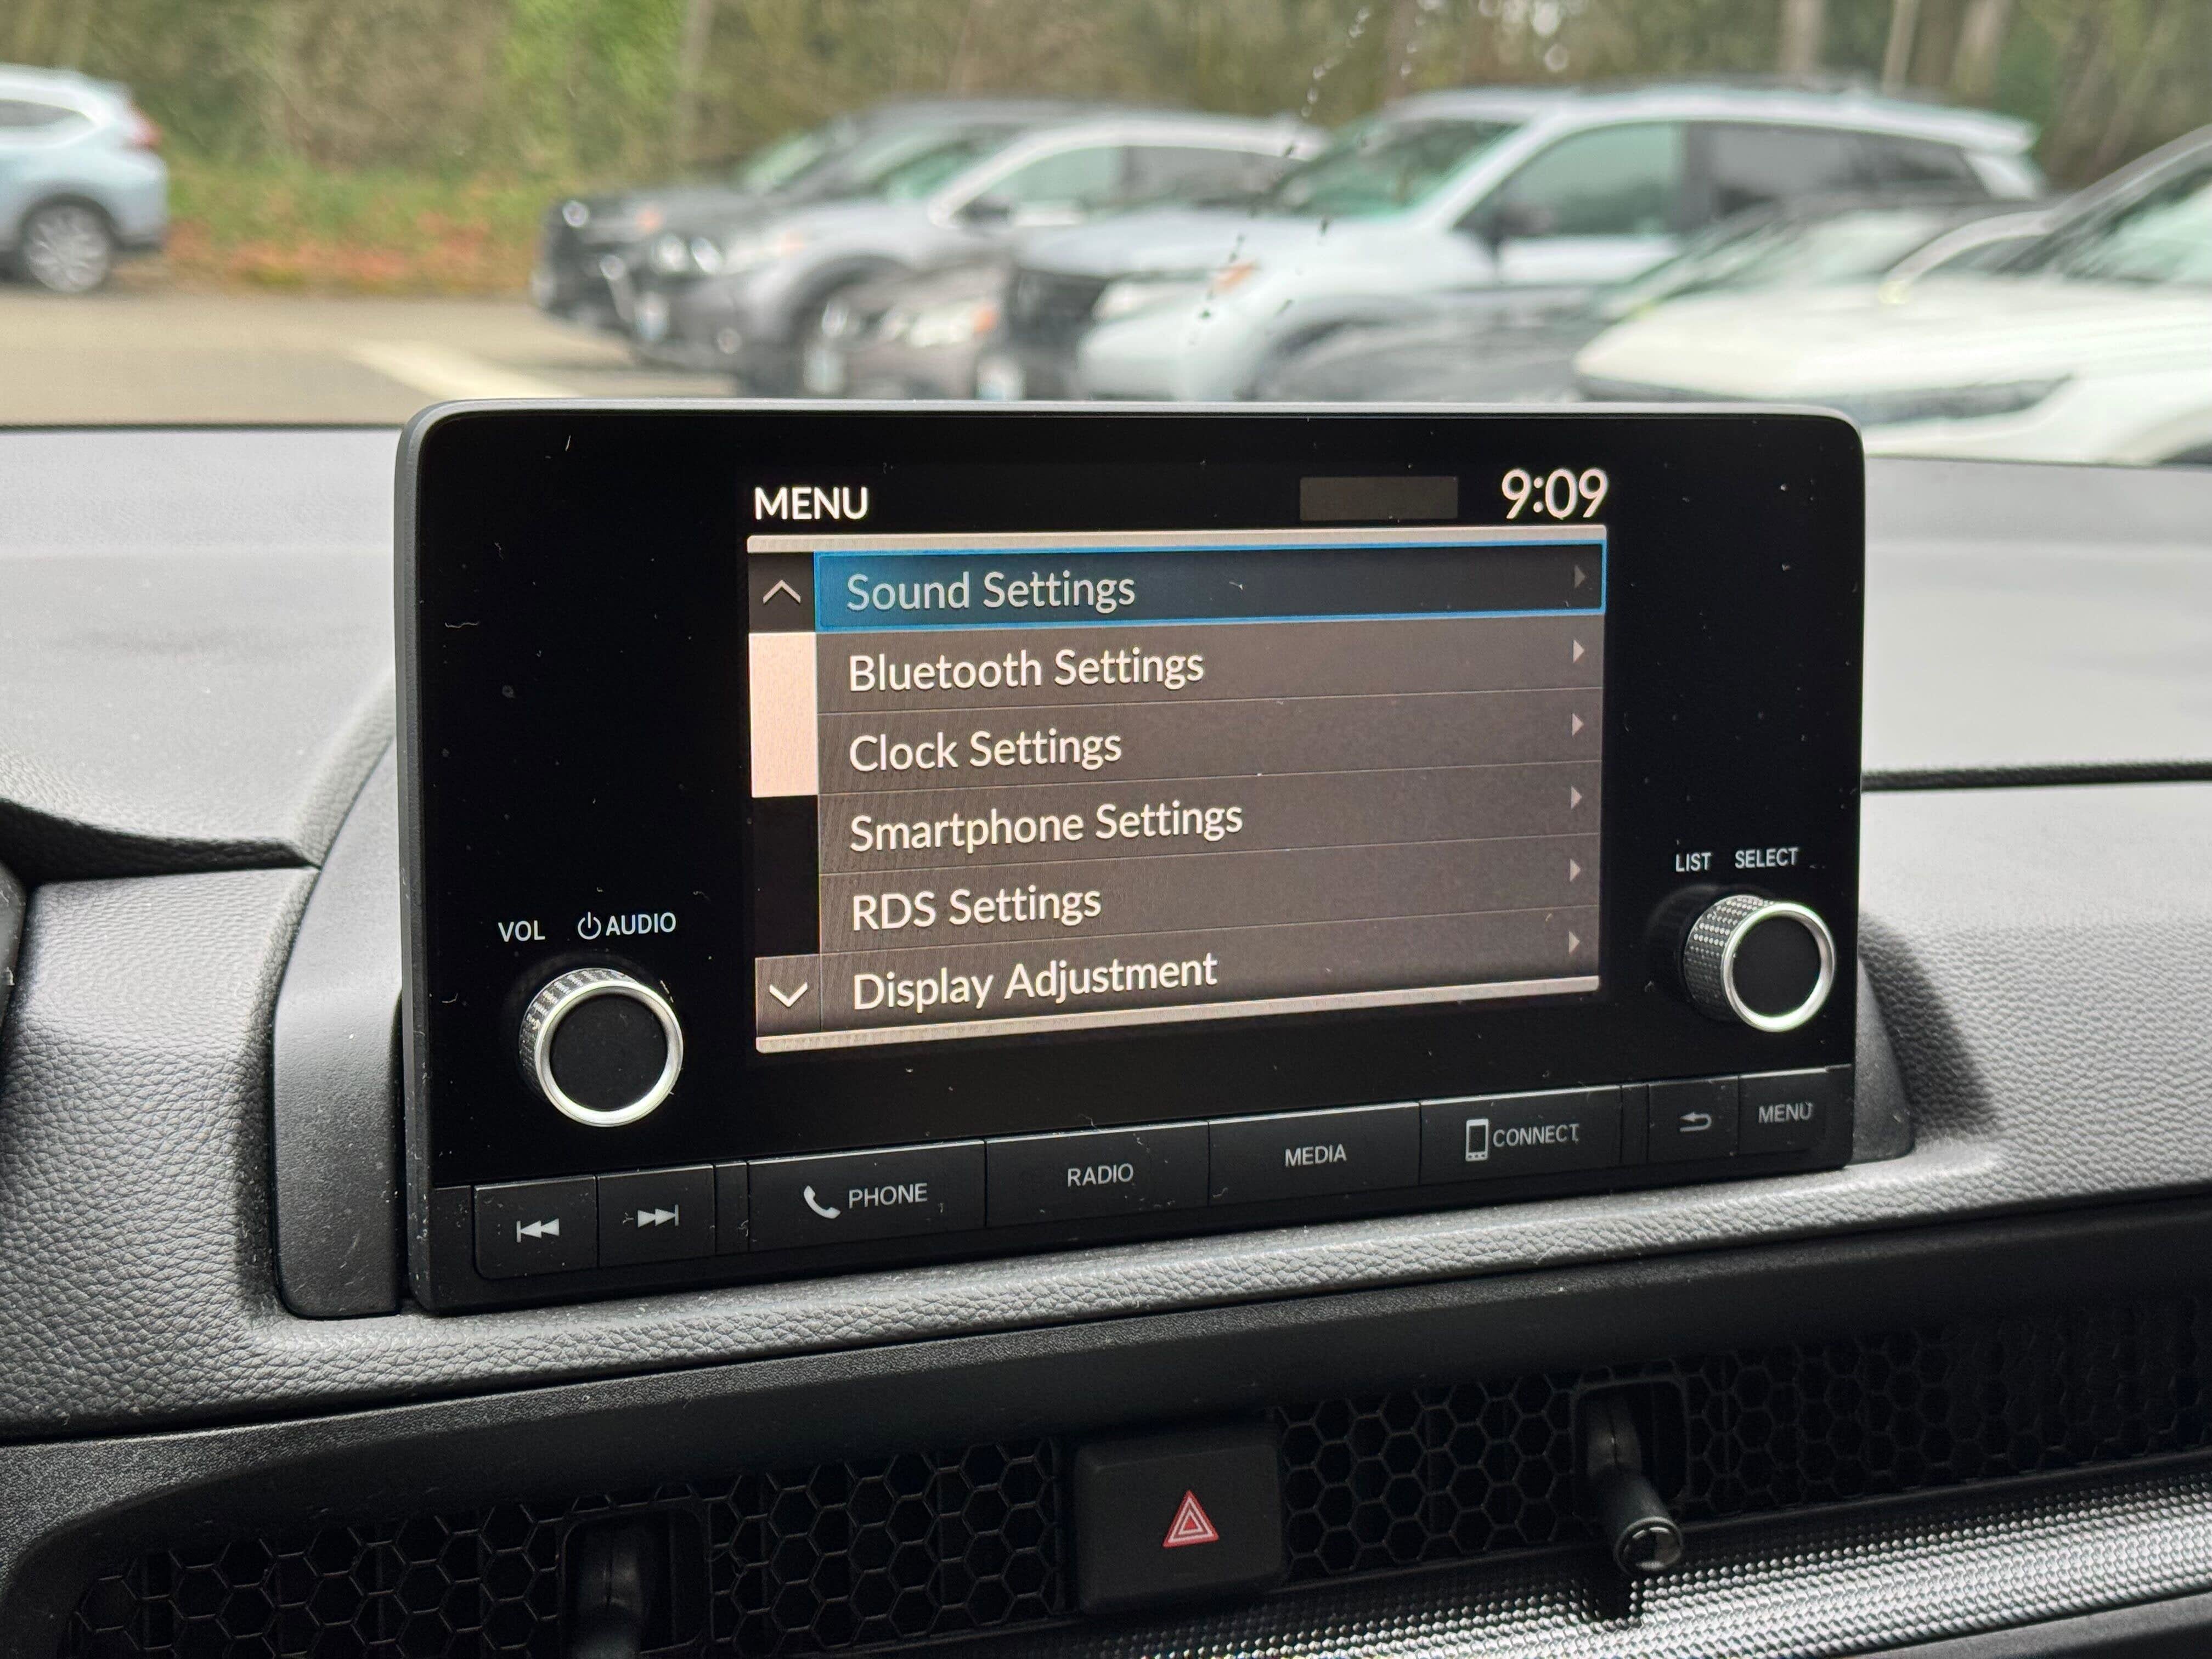 MENU
9:09
Sound Settings
Bluetooth Settings
Clock Settings
Smartphone Settings
RDS Settings
Display Adjustment
VOL AUDIO
LIST SELECT
PHONE
RADIO
MEDIA
CONNECT
MENU